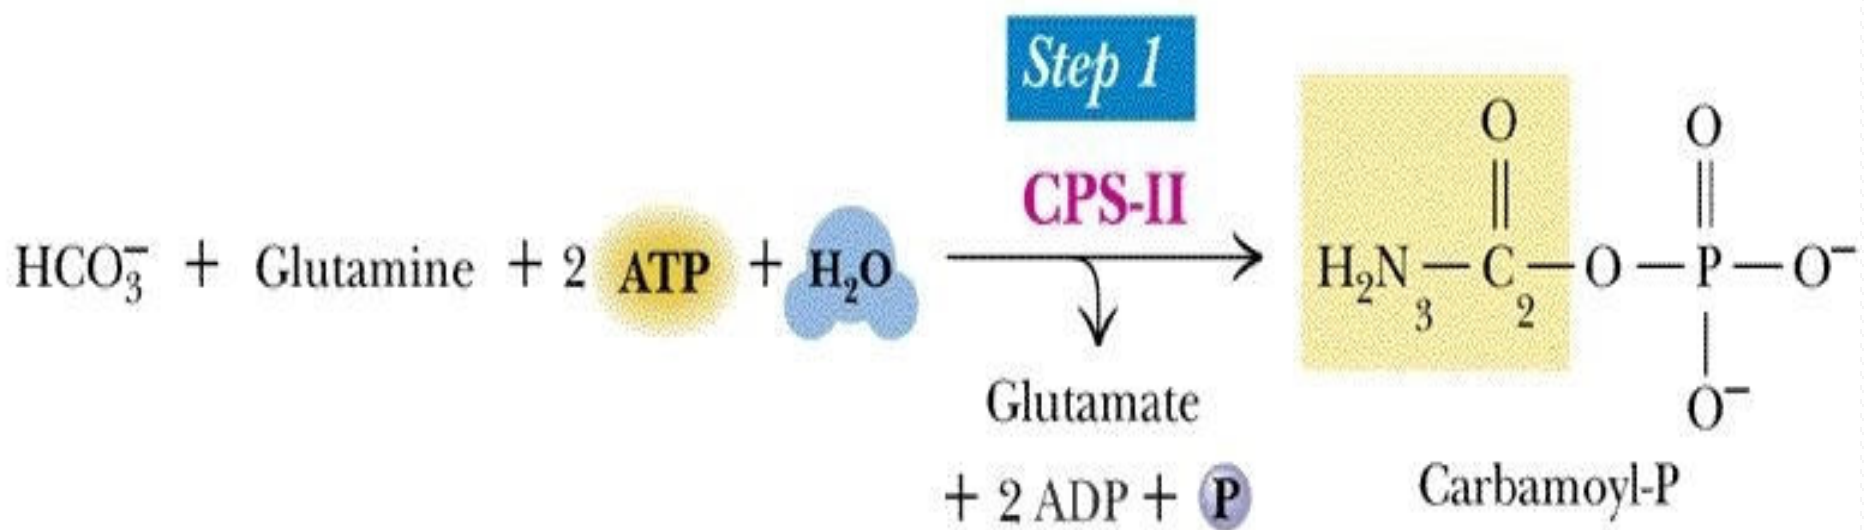 Step 1
CPS-II
O O
HCO₃⁻ + Glutamine + 2 ATP + H₂O H₂N — C — O — P — O⁻
3 2
O⁻
Glutamate
+ 2 ADP + P
Carbamoyl-P